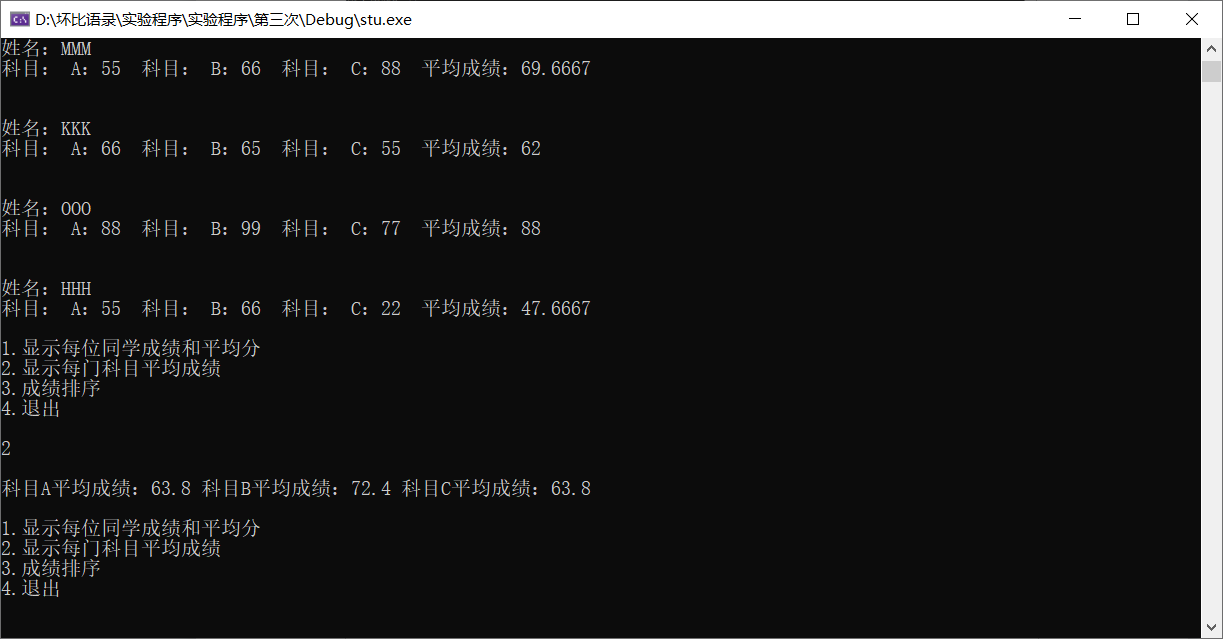 D:\坏比语录\实验程序\实验程序\第三次\Debug\stu.exe
姓名：MMM
科目： A：55 科目： B：66 科目： C：88 平均成绩：69.6667
姓名：KKK
科目： A：66 科目： B：65 科目： C：55 平均成绩：62
姓名：OOO
科目： A：88 科目： B：99 科目： C：77 平均成绩：88
姓名：HHH
科目： A：55 科目： B：66 科目： C：22 平均成绩：47.6667
1.显示每位同学成绩和平均分
2.显示每门科目平均成绩
3.成绩排序
4.退出
2
科目A平均成绩：63.8 科目B平均成绩：72.4 科目C平均成绩：63.8
1.显示每位同学成绩和平均分
2.显示每门科目平均成绩
3.成绩排序
4.退出